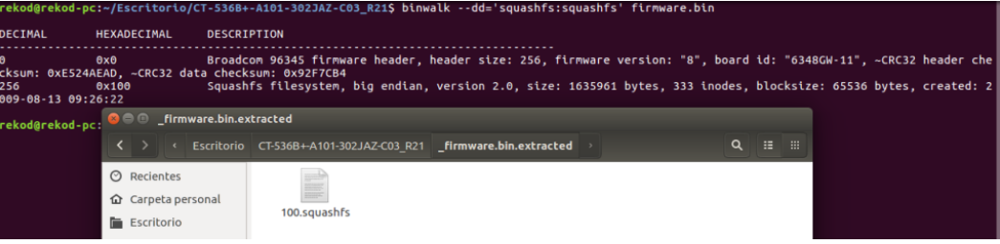 rekod@rekod-pc:~/Escritorio/CT-536B+-A101-302JAZ-C03_R21$ binwalk --dd='squashfs:squashfs' firmware.bin
DECIMAL HEXADECIMAL DESCRIPTION
--------------------------------------------------------------------------------
0 0x0 Broadcom 96345 firmware header, header size: 256, firmware version: "8", board id: "6348GW-11", ~CRC32 header che
cksum: 0xE524AEAD, ~CRC32 data checksum: 0x92F7CB4
256 0x100 Squashfs filesystem, big endian, version 2.0, size: 1635961 bytes, 333 inodes, blocksize: 65536 bytes, created: 2
009-08-13 09:26:22
rekod@rekod-pc:
_firmware.bin.extracted
Escritorio CT-536B+-A101-302JAZ-C03_R21 _firmware.bin.extracted
Recientes
Carpeta personal
Escritorio
100.squashfs